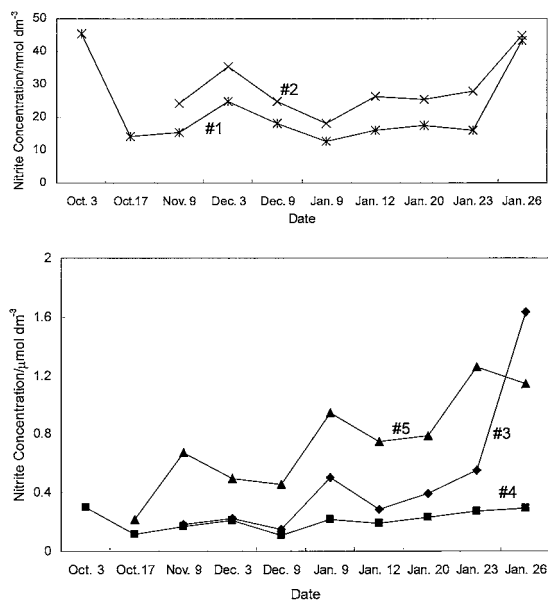 Nitrite Concentration/nmol dm⁻³
50
40
30
20
10
0
#2
#1
Oct. 3 Oct.17 Nov. 9 Dec. 3 Dec. 9 Jan. 9 Jan. 12 Jan. 20 Jan. 23 Jan. 26
Date
Nitrite Concentration/μmol dm⁻³
2
1.6
1.2
0.8
0.4
0
#5
#3
#4
Oct. 3 Oct.17 Nov. 9 Dec. 3 Dec. 9 Jan. 9 Jan. 12 Jan. 20 Jan. 23 Jan. 26
Date